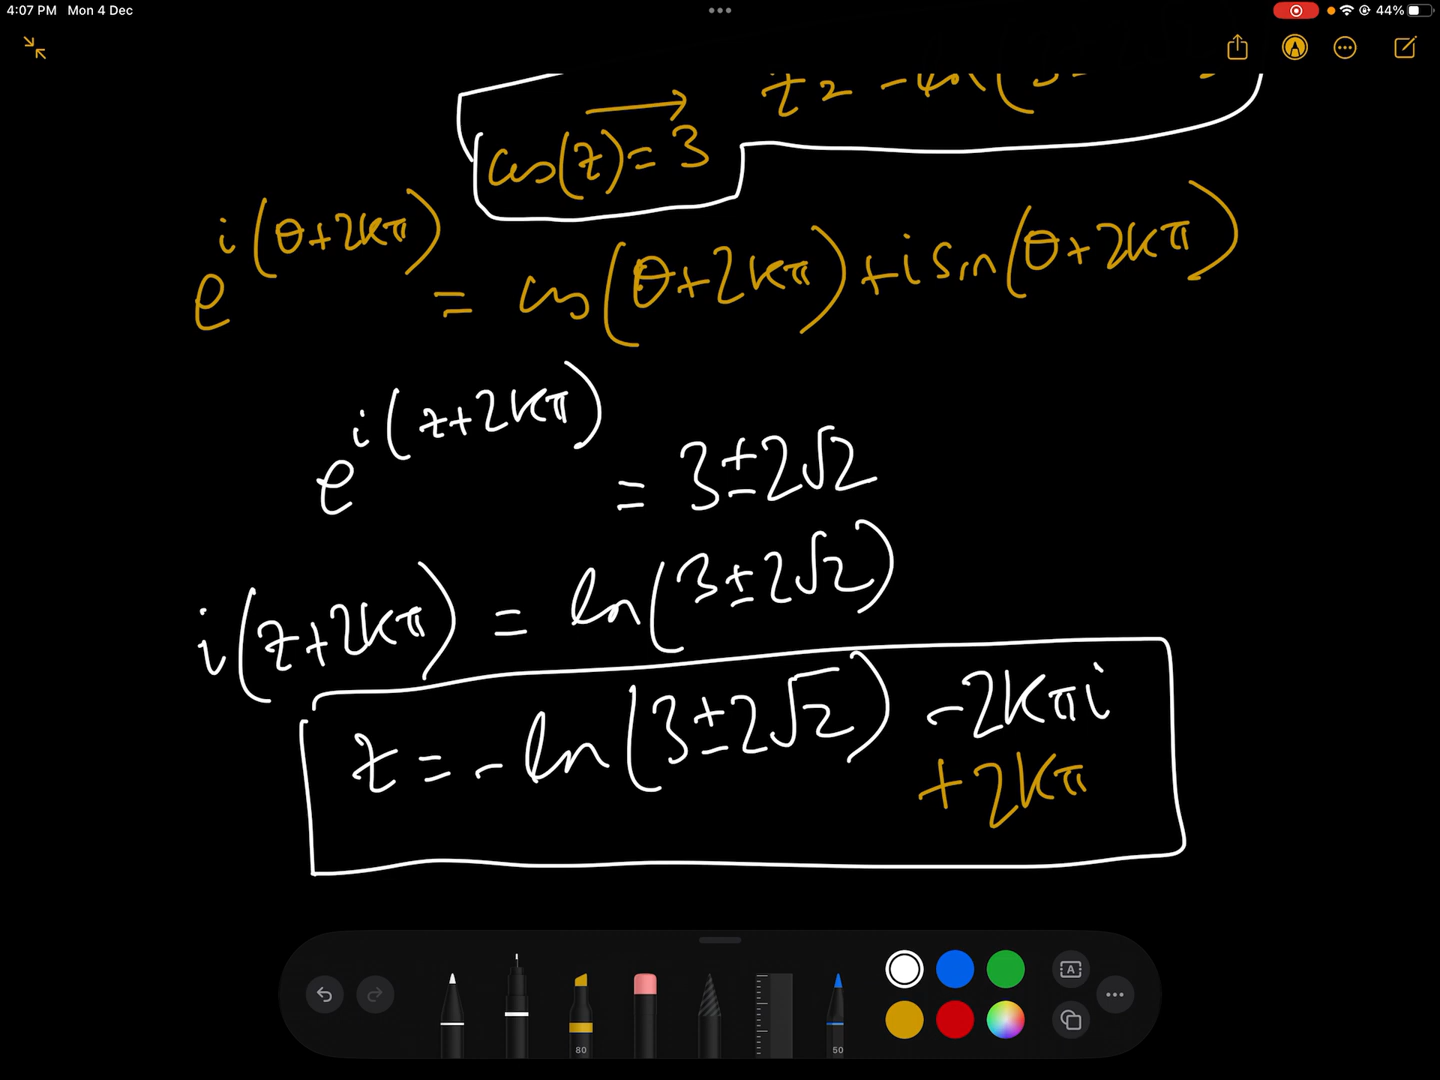 4:07 PM Mon 4 Dec
44%
cos(z) = 3
e^{i(θ+2kπ)} = cos(θ+2kπ)+i sin(θ+2kπ)
e^{i(z+2kπ)} = 3±2√2
i(z+2kπ) = ln(3±2√2)
z = -ln(3±2√2) -2kπi
+2kπ
80
50
A